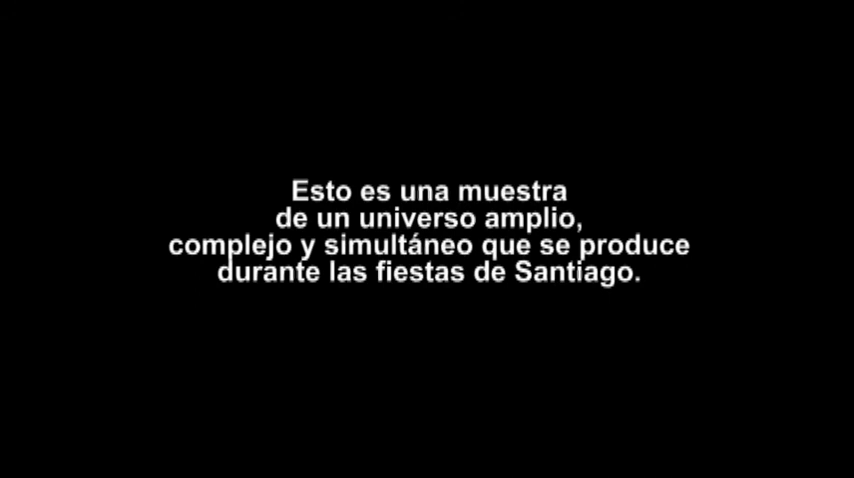 Esto es una muestra
de un universo amplio,
complejo y simultáneo que se produce
durante las fiestas de Santiago.